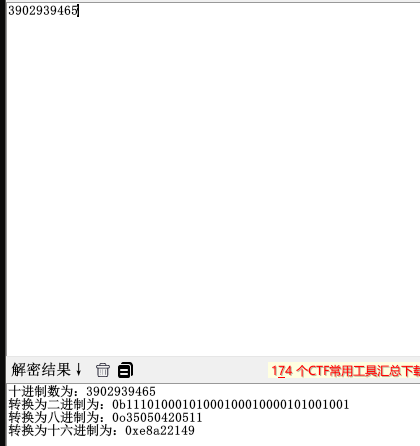 3902939465
解密结果↓
174 个CTF常用工具汇总下载
十进制数为: 3902939465
转换为二进制为: 0b11101000101000100010000101001001
转换为八进制为: 0o35050420511
转换为十六进制为: 0xe8a22149